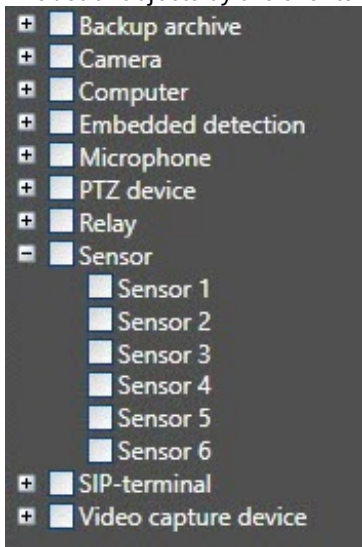 Backup archive
Camera
Computer
Embedded detection
Microphone
PTZ device
Relay
Sensor
Sensor 1
Sensor 2
Sensor 3
Sensor 4
Sensor 5
Sensor 6
SIP-terminal
Video capture device